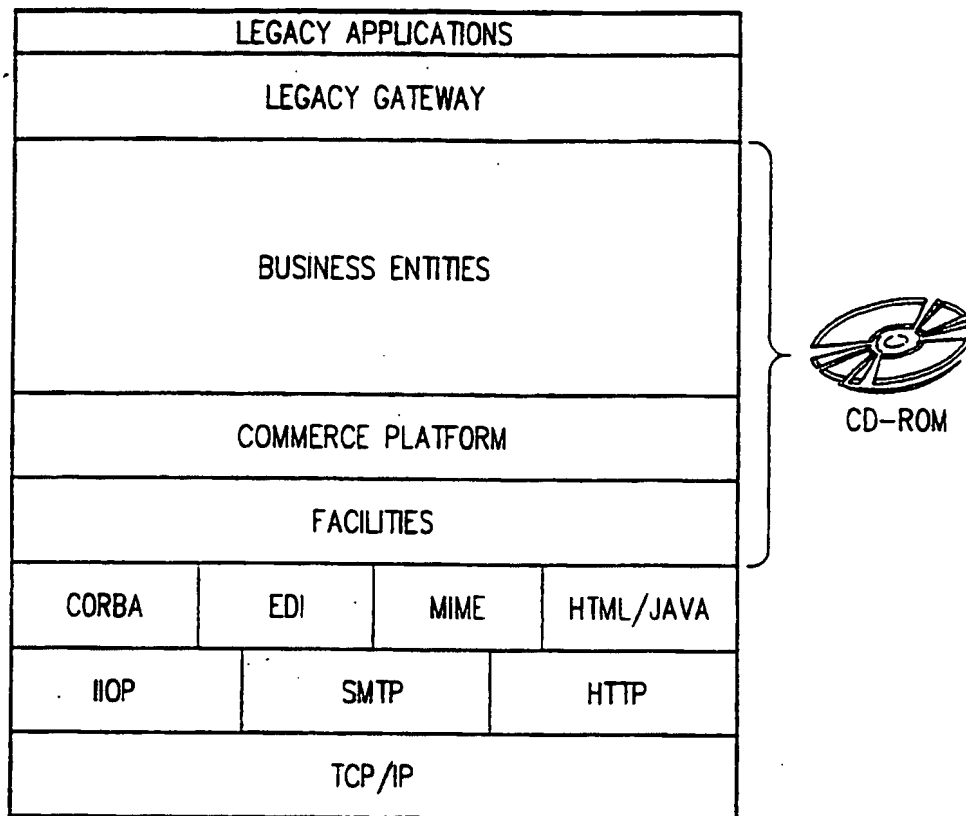 LEGACY APPLICATIONS
LEGACY GATEWAY
BUSINESS ENTITIES
CD-ROM
COMMERCE PLATFORM
FACILITIES
CORBA EDI MIME HTML/JAVA
IIOP SMTP HTTP
TCP/IP